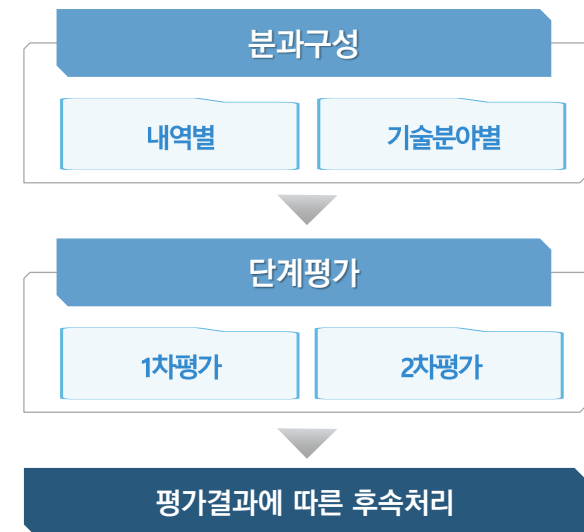 분과구성
내역별 기술분야별
단계평가
1차평가 2차평가
평가결과에 따른 후속처리